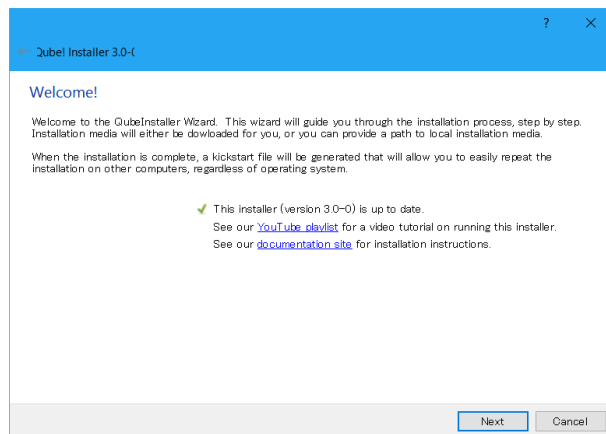 ?
Qube! Installer 3.0-(
Welcome!
Welcome to the QubeInstaller Wizard. This wizard will guide you through the installation process, step by step.
Installation media will either be dowloaded for you, or you can provide a path to local installation media.
When the installation is complete, a kickstart file will be generated that will allow you to easily repeat the
installation on other computers, regardless of operating system.
This installer (version 3.0-0) is up to date.
See our YouTube playlist for a video tutorial on running this installer.
See our documentation site for installation instructions.
Next Cancel